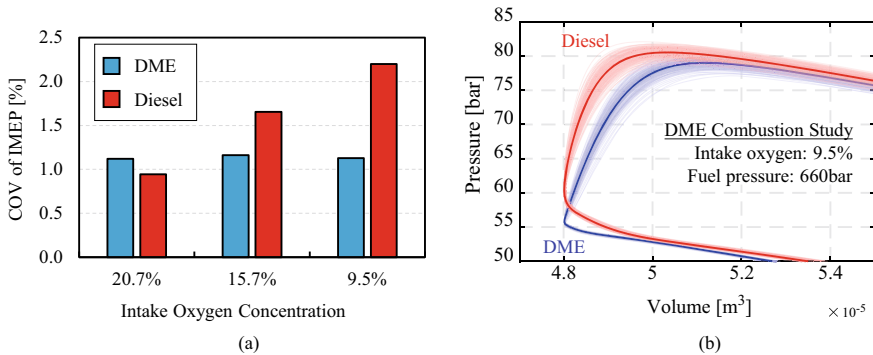 (a)
COV of IMEP [%]
2.5
2.0
1.5
1.0
0.5
0.0
DME
Diesel
20.7%
15.7%
9.5%
Intake Oxygen Concentration
(a)
(b)
Pressure [bar]
85
80
75
70
65
60
55
50
Diesel
DME Combustion Study
Intake oxygen: 9.5%
Fuel pressure: 660bar
DME
4.8
5
5.2
5.4
Volume [m³]
× 10-5
(b)